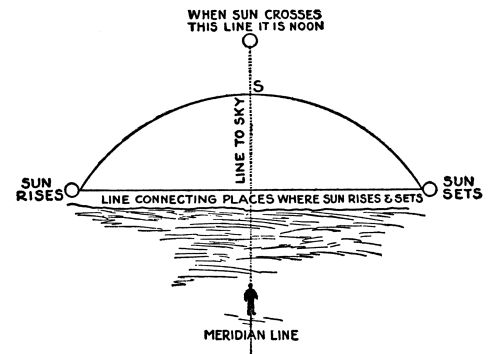 WHEN SUN CROSSES
THIS LINE IT IS NOON
S
LINE TO SKY
SUN
RISES
SUN
SETS
LINE CONNECTING PLACES WHERE SUN RISES & SETS
MERIDIAN LINE